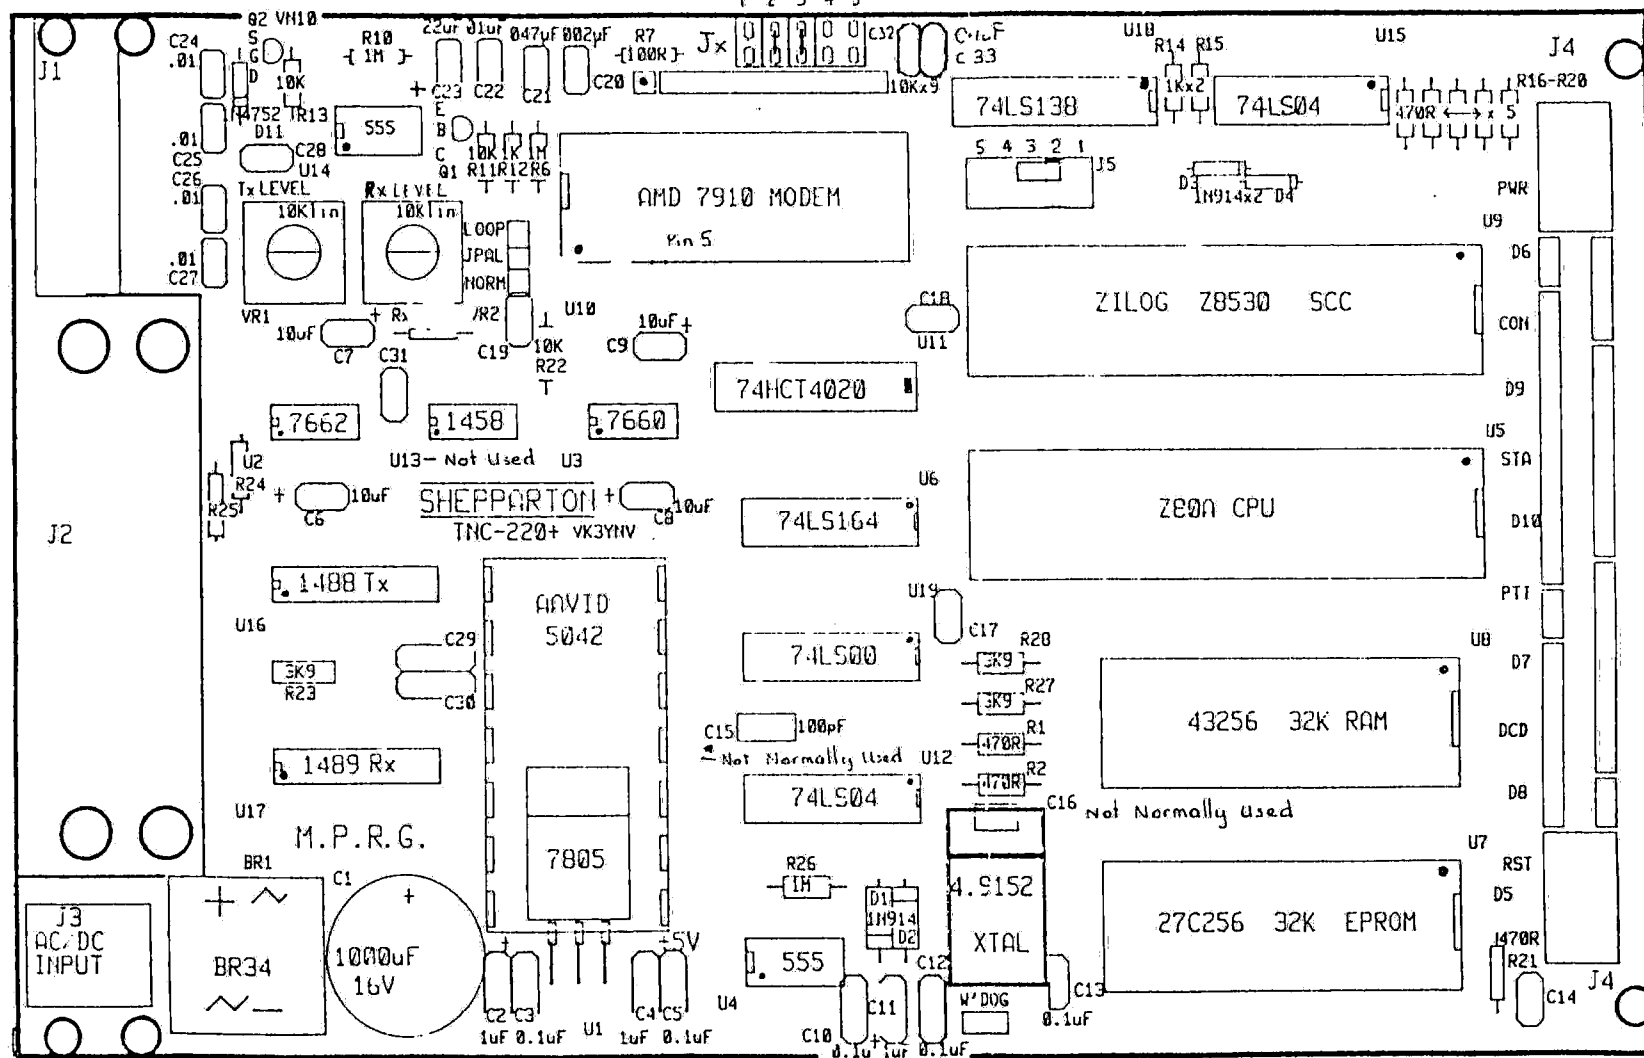 1 2 3 4 5
Q2 VN10
S
G
D
C24
.01
J1
10K
R13
1N4752
D11
R10
1M
22uF
.01uF
.047uF
.002uF
C23
C22
C21
C20
R7
100R
Jx
10Kx9
C32
C33
U18
74LS138
R14
R15
1Kx2
74LS04
U15
R16-R20
470R ←→ x 5
J4
.01
C25
C28
U14
555
E
B
C
Q1
10K
1K
1M
R11
R12
R6
AMD 7910 MODEM
Pin 5
5 4 3 2 1
J5
D3
1N914x2
D4
PWR
U9
C26
.01
Tx LEVEL
10K lin
Rx LEVEL
10K lin
LOOP
JPAL
NORM
.01
C27
VR1
VR2
Rx
10uF
C7
C31
C19
10K
R22
U10
10uF
C9
C18
U11
ZILOG Z8530 SCC
D6
CON
D9
74HCT4020
7662
1458
7660
U2
U13 - Not Used
U3
U5
STA
R24
R25
10uF
C6
SHEPPARTON
TNC-220+ VK3YNV
10uF
C8
U6
74LS164
Z80A CPU
D10
J2
1488 Tx
U16
AAVID
5042
U19
C17
74LS00
R28
3K9
PTT
U8
D7
C29
C30
3K9
R23
R27
3K9
C15
100pF
- Not Normally Used
R1
470R
43256 32K RAM
DCD
1489 Rx
U17
U12
74LS04
R2
470R
C16
Not Normally Used
D8
M.P.R.G.
7805
U7
RST
D5
BR1
C1
R26
1M
D1
1N914
D2
4.9152
XTAL
27C256 32K EPROM
J3
AC/DC
INPUT
BR34
1000uF
16V
+5V
555
U4
C12
470R
R21
C14
J4
C2
C3
1uF
0.1uF
U1
C4
C5
1uF
0.1uF
C10
C11
0.1u
1uF
0.1uF
W'DOG
C13
0.1uF